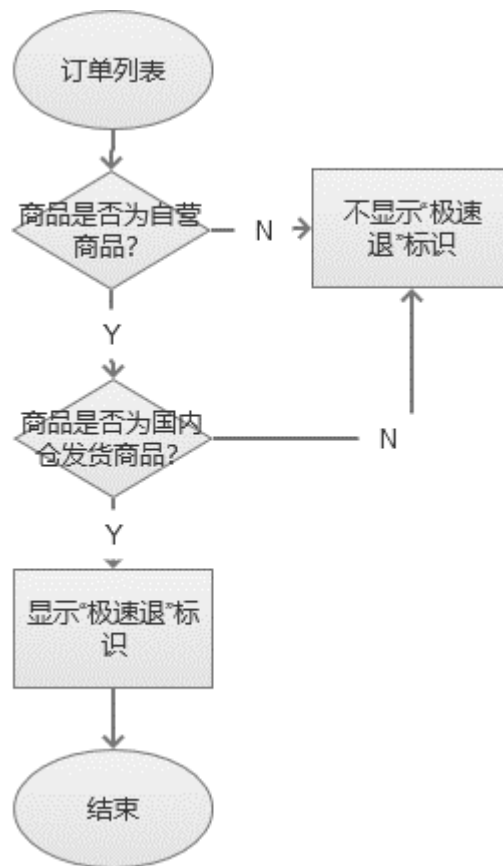 订单列表
商品是否为自营
商品?
N
不显示“极速
退”标识
Y
商品是否为国内
仓发货商品?
N
Y
显示“极速退”标
识
结束